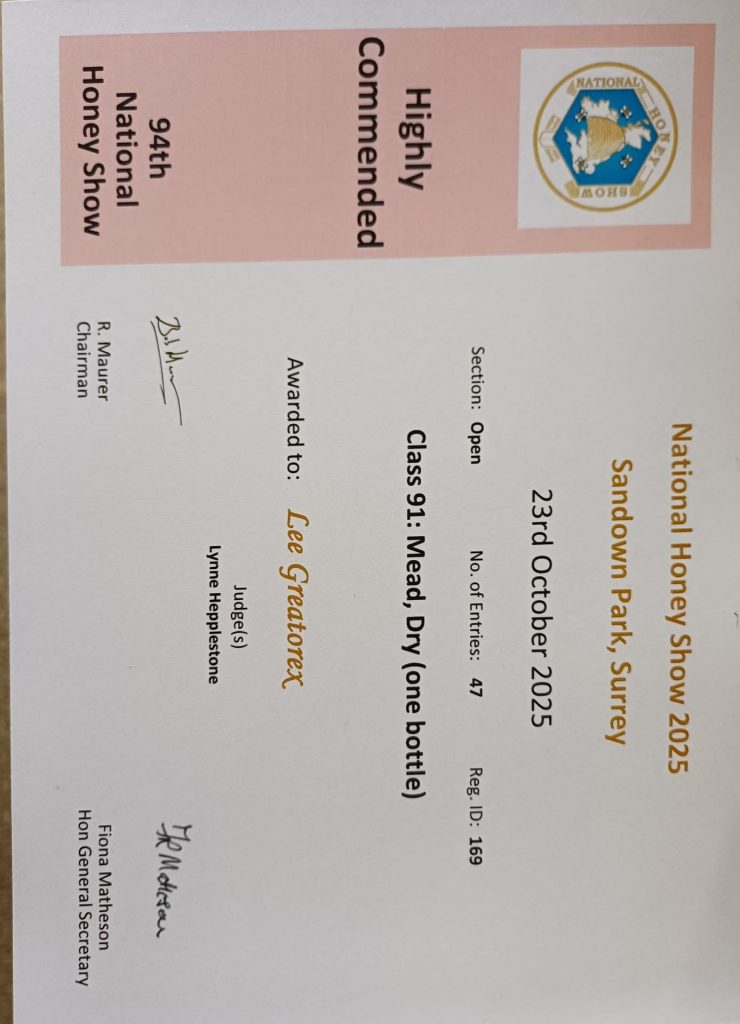 NATIONAL HONEY SHOW
Highly
Commended
94th
National
Honey Show
National Honey Show 2025
Sandown Park, Surrey
23rd October 2025
Section: Open No. of Entries: 47 Reg. ID: 169
Class 91: Mead, Dry (one bottle)
Awarded to: Lee Greatorex
Judge(s)
Lynne Hepplestone
R. Maurer
Chairman
Fiona Matheson
Hon General Secretary